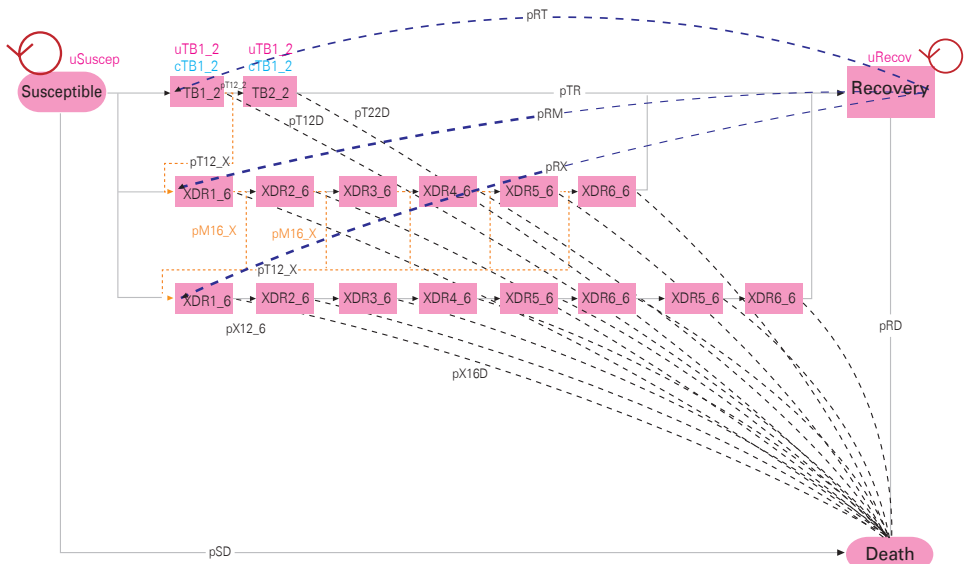 pRT
uSuscep
uTB1_2
cTB1_2
uTB1_2
cTB1_2
uRecov
Susceptible
TB1_2
pT12_2
TB2_2
pTR
Recovery
pT12D
pT22D
pRM
pT12_X
pRX
XDR1_6
XDR2_6
XDR3_6
XDR4_6
XDR5_6
XDR6_6
pM16_X
pM16_X
pT12_X
XDR1_6
XDR2_6
XDR3_6
XDR4_6
XDR5_6
XDR6_6
XDR5_6
XDR6_6
pX12_6
pRD
pX16D
pSD
Death